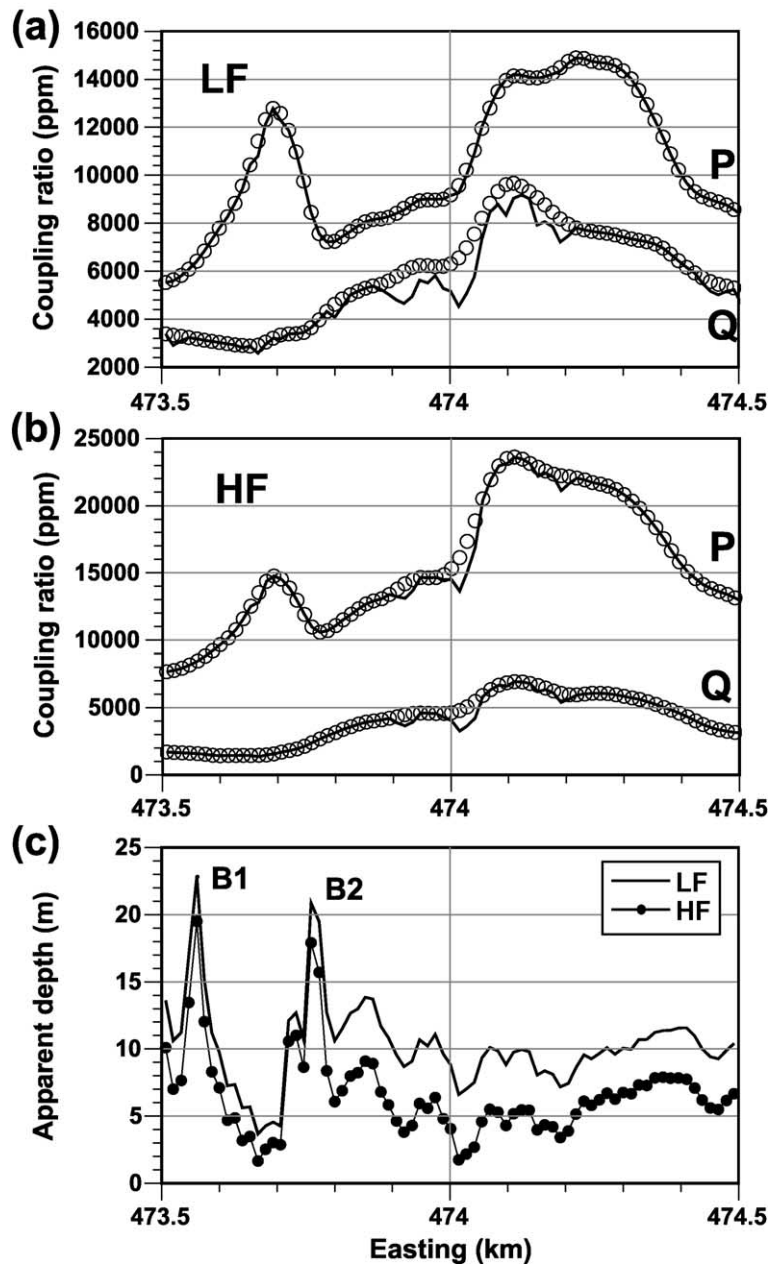 (a)
16000
14000
12000
10000
8000
6000
4000
2000
Coupling ratio (ppm)
LF
P
Q
473.5 474 474.5
(b)
25000
20000
15000
10000
5000
0
Coupling ratio (ppm)
HF
P
Q
473.5 474 474.5
(c)
25
20
15
10
5
0
Apparent depth (m)
B1
B2
LF
HF
473.5 474 474.5
Easting (km)